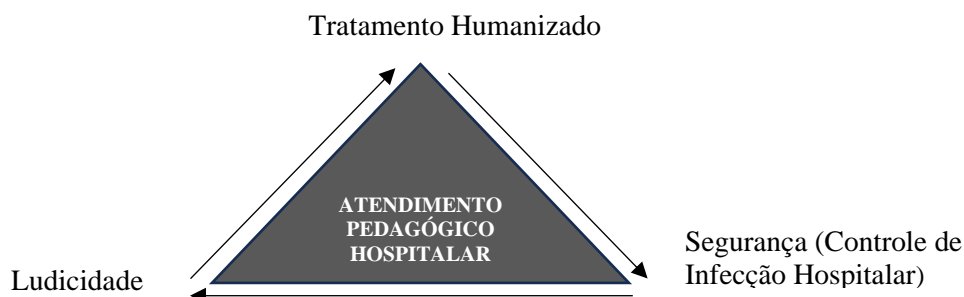 Tratamento Humanizado
ATENDIMENTO
PEDAGÓGICO
HOSPITALAR
Segurança (Controle de
Infecção Hospitalar)
Ludicidade